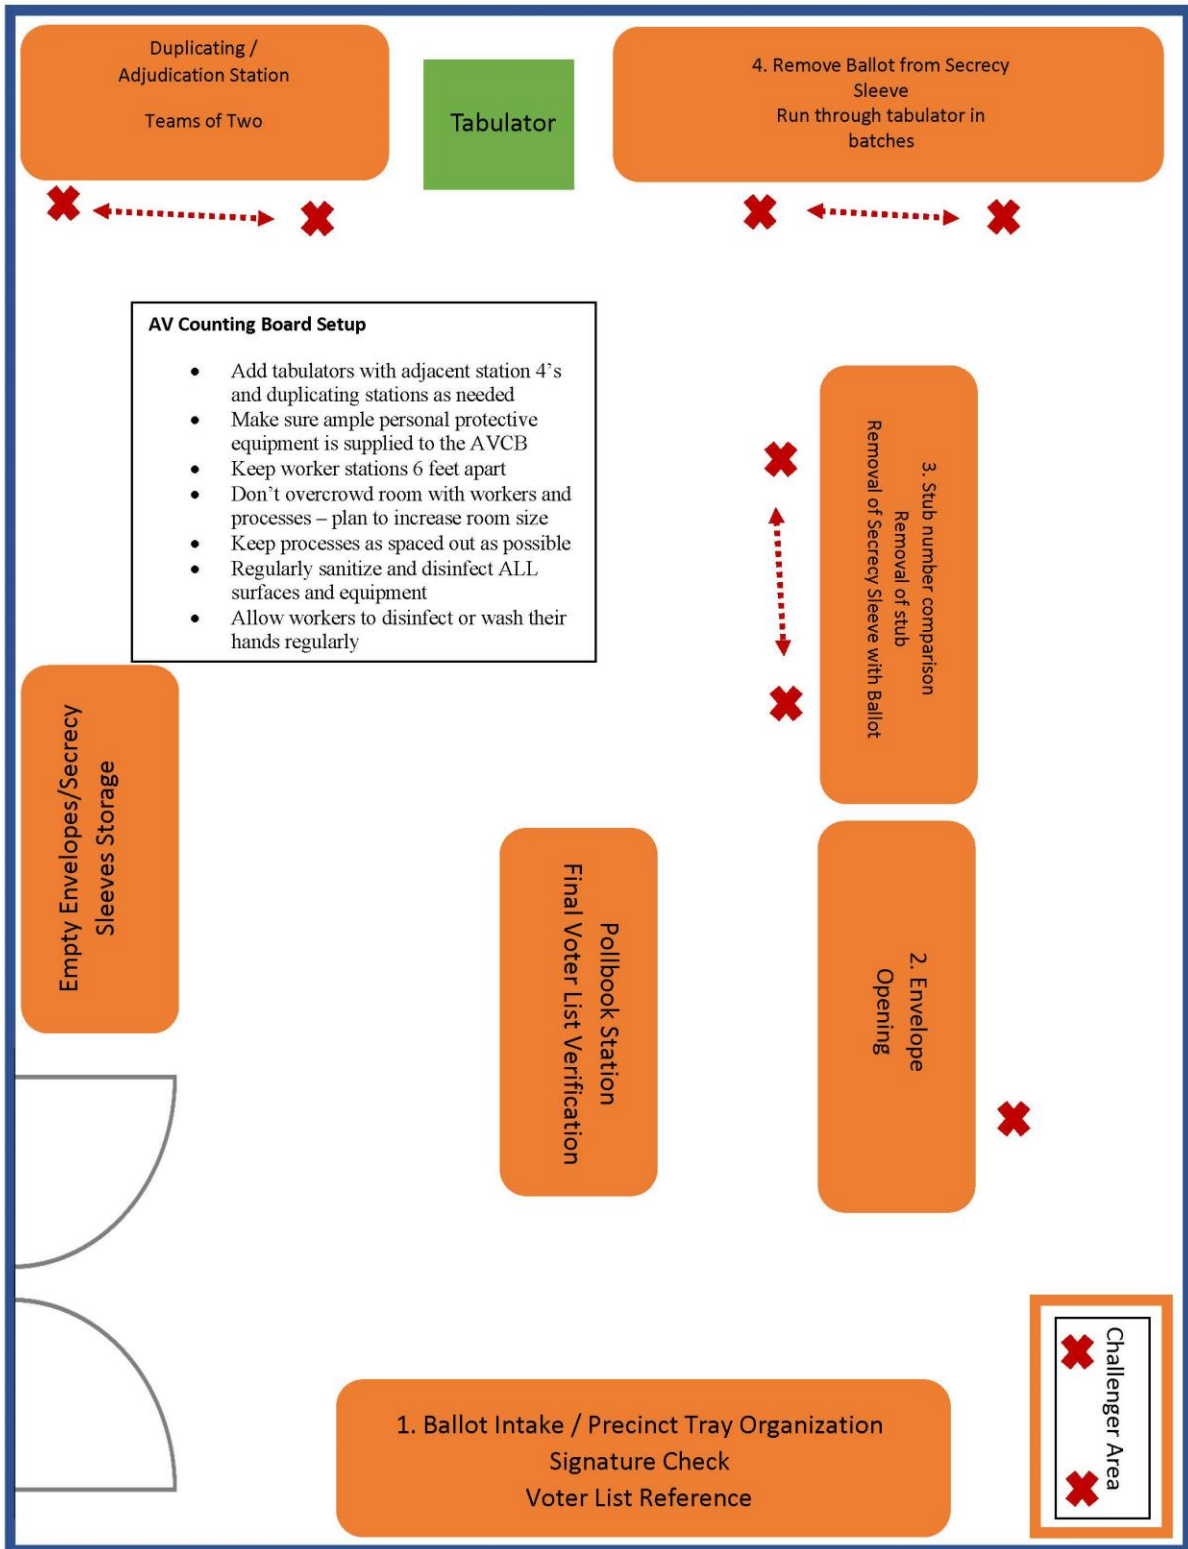 Duplicating /
Adjudication Station
Teams of Two
Tabulator
4. Remove Ballot from Secrecy
Sleeve
Run through tabulator in
batches
AV Counting Board Setup
• Add tabulators with adjacent station 4’s
and duplicating stations as needed
• Make sure ample personal protective
equipment is supplied to the AVCB
• Keep worker stations 6 feet apart
• Don’t overcrowd room with workers and
processes – plan to increase room size
• Keep processes as spaced out as possible
• Regularly sanitize and disinfect ALL
surfaces and equipment
• Allow workers to disinfect or wash their
hands regularly
3. Stub number comparison
Removal of stub
Removal of Secrecy Sleeve with Ballot
Empty Envelopes/Secrecy
Sleeves Storage
Pollbook Station
Final Voter List Verification
2. Envelope
Opening
Challenger Area
1. Ballot Intake / Precinct Tray Organization
Signature Check
Voter List Reference